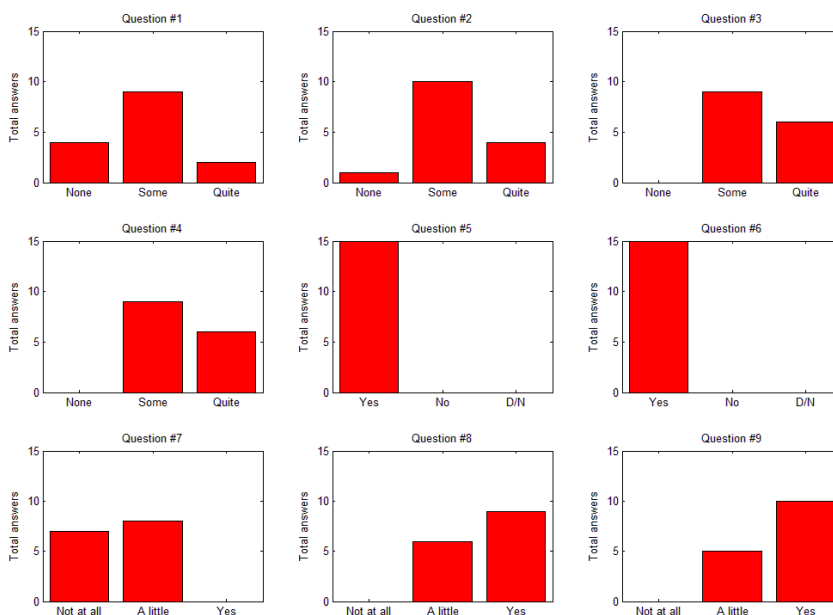 Question #1
15
10
5
0
Total answers
None Some Quite
Question #2
15
10
5
0
Total answers
None Some Quite
Question #3
15
10
5
0
Total answers
None Some Quite
Question #4
15
10
5
0
Total answers
None Some Quite
Question #5
15
10
5
0
Total answers
Yes No D/N
Question #6
15
10
5
0
Total answers
Yes No D/N
Question #7
15
10
5
0
Total answers
Not at all A little Yes
Question #8
15
10
5
0
Total answers
Not at all A little Yes
Question #9
15
10
5
0
Total answers
Not at all A little Yes